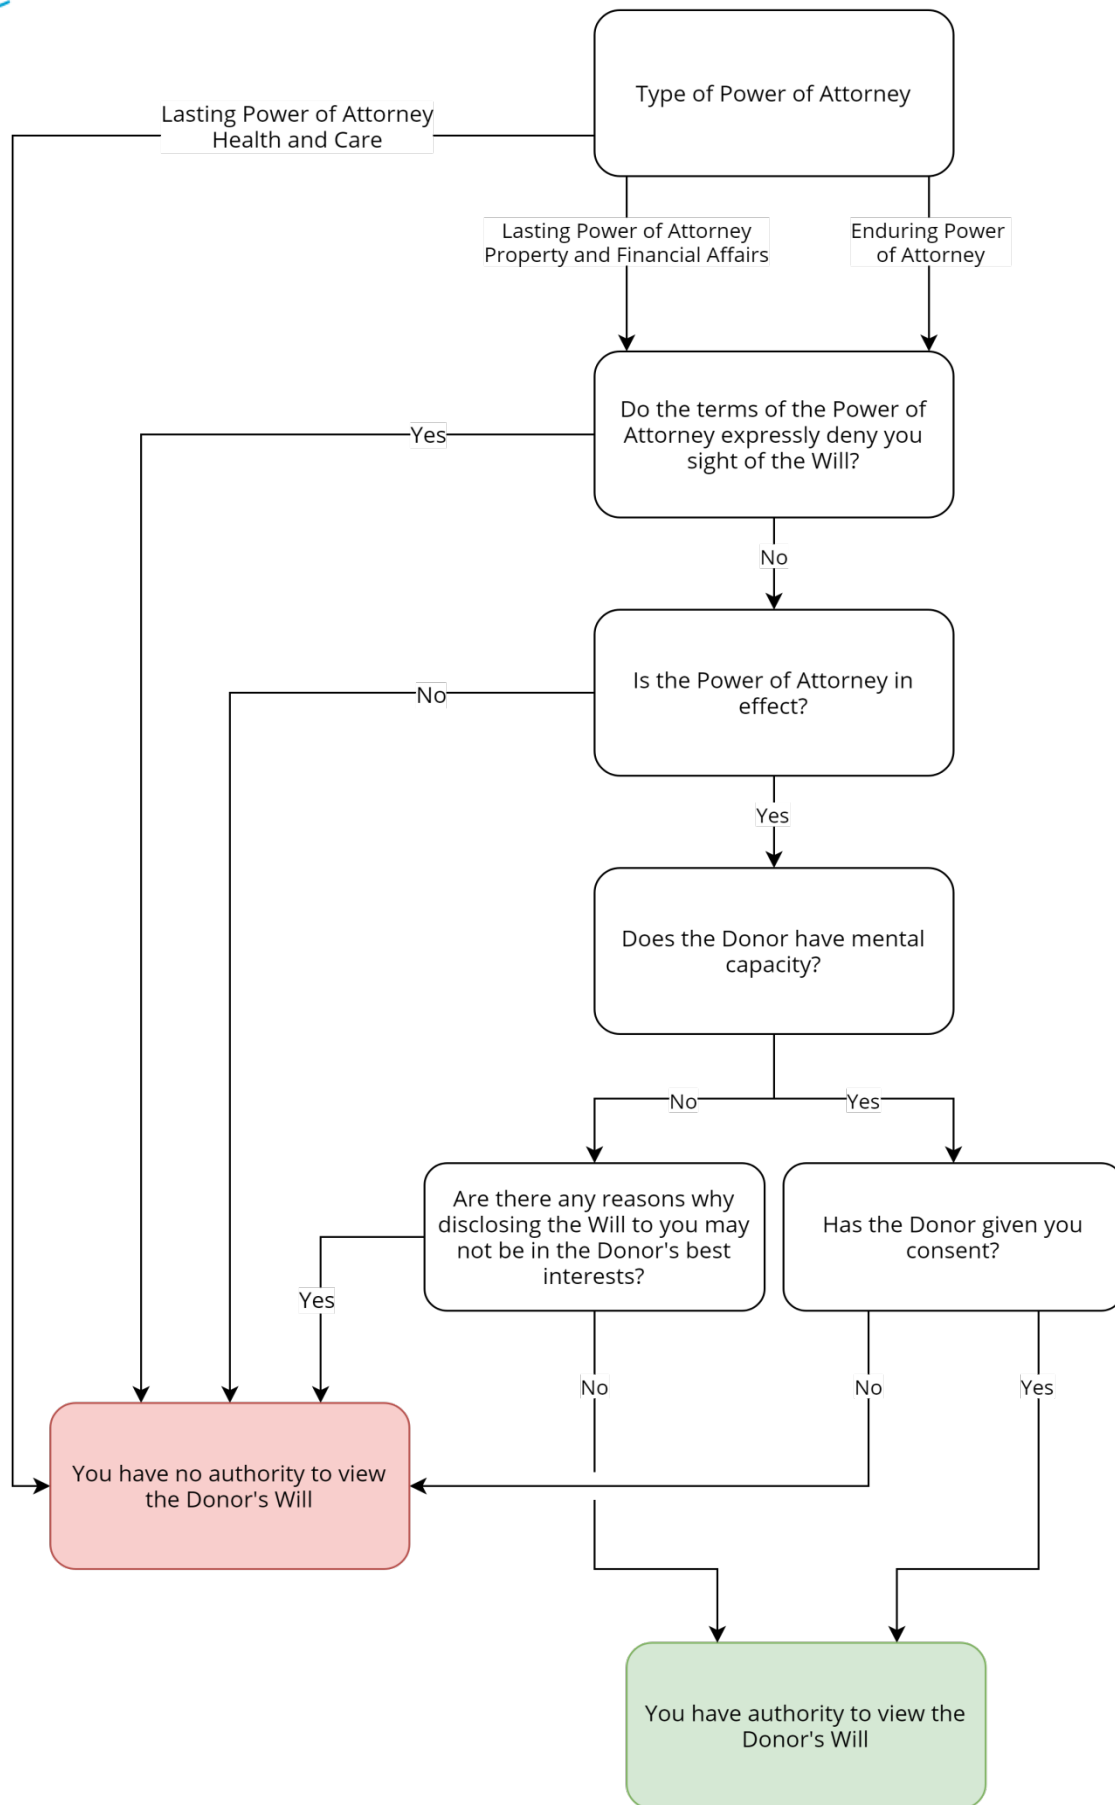 Type of Power of Attorney
Lasting Power of Attorney
Health and Care
Lasting Power of Attorney
Property and Financial Affairs
Enduring Power
of Attorney
Do the terms of the Power of
Attorney expressly deny you
sight of the Will?
Yes
No
Is the Power of Attorney in
effect?
No
Yes
Does the Donor have mental
capacity?
No
Yes
Are there any reasons why
disclosing the Will to you may
not be in the Donor's best
interests?
Has the Donor given you
consent?
Yes
No
No
Yes
You have no authority to view
the Donor's Will
You have authority to view the
Donor's Will